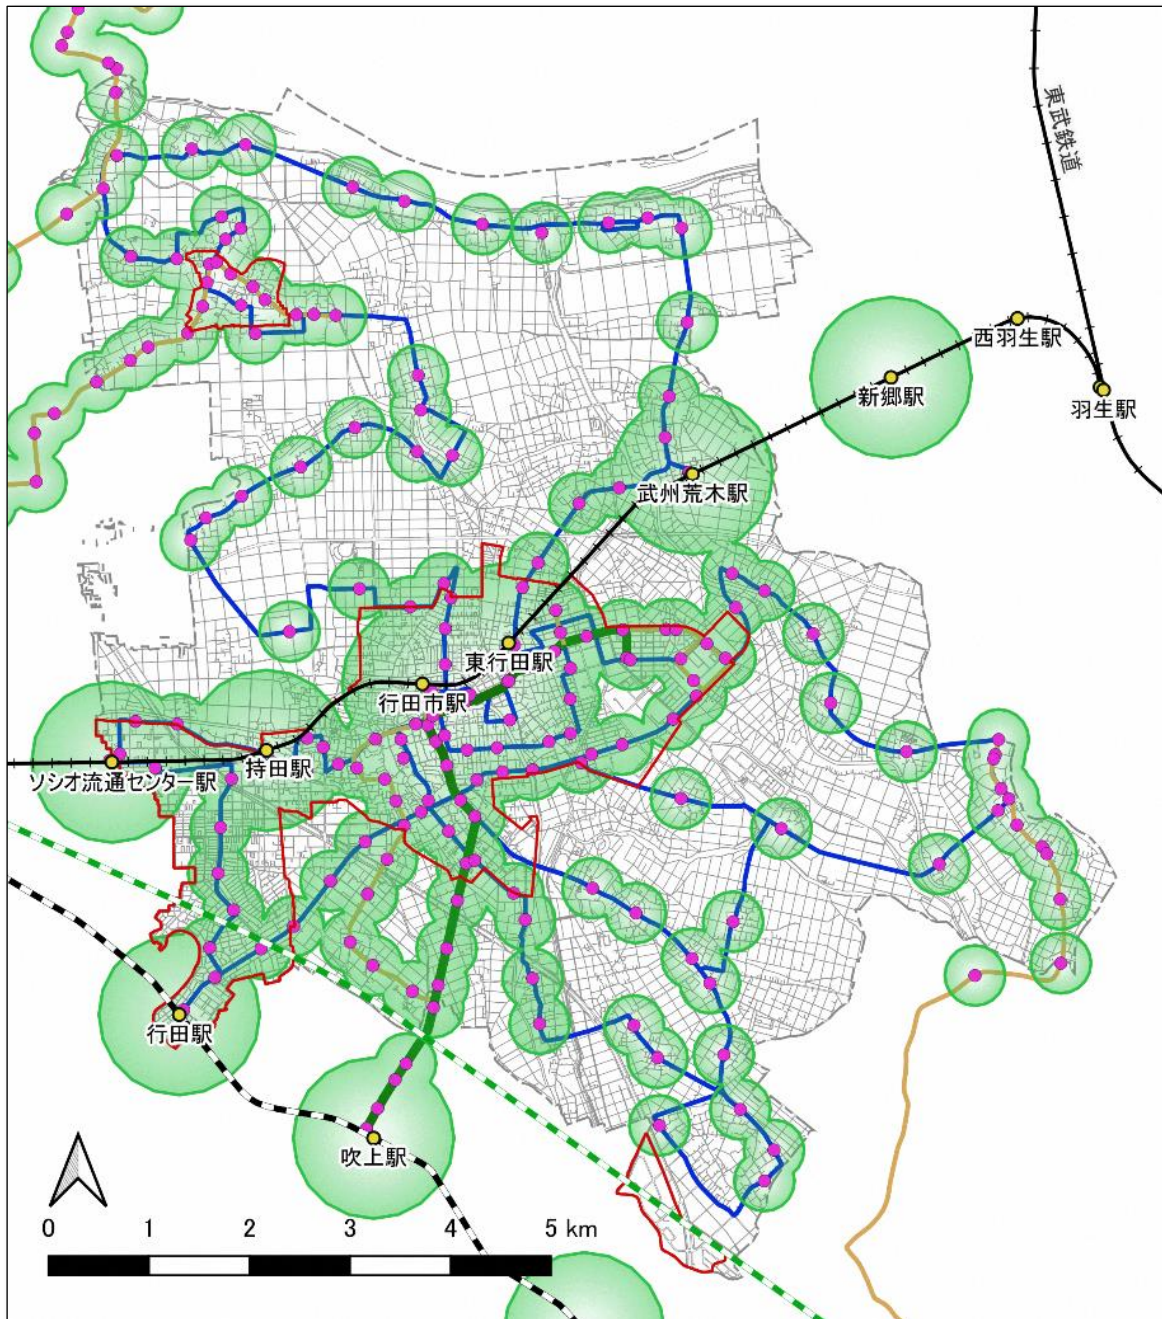 東武鉄道
西羽生駅
新郷駅
羽生駅
武州荒木駅
東行田駅
行田市駅
持田駅
ソシオ流通センター駅
行田駅
吹上駅
0 1 2 3 4 5 km